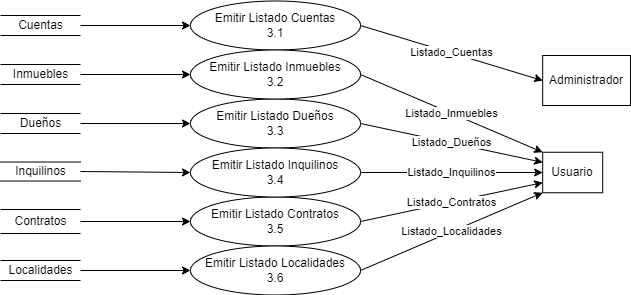 Cuentas
Emitir Listado Cuentas
3.1
Listado_Cuentas
Administrador
Inmuebles
Emitir Listado Inmuebles
3.2
Listado_Inmuebles
Dueños
Emitir Listado Dueños
3.3
Listado_Dueños
Inquilinos
Emitir Listado Inquilinos
3.4
Listado_Inquilinos
Usuario
Contratos
Emitir Listado Contratos
3.5
Listado_Contratos
Localidades
Emitir Listado Localidades
3.6
Listado_Localidades